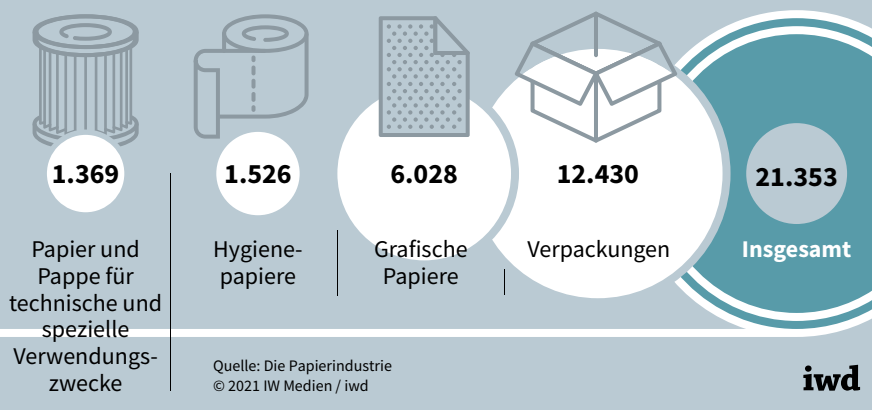 1.369
Papier und
Pappe für
technische und
spezielle
Verwendungs-
zwecke
1.526
Hygiene-
papiere
6.028
Grafische
Papiere
12.430
Verpackungen
21.353
Insgesamt
Quelle: Die Papierindustrie
© 2021 IW Medien / iwd
iwd